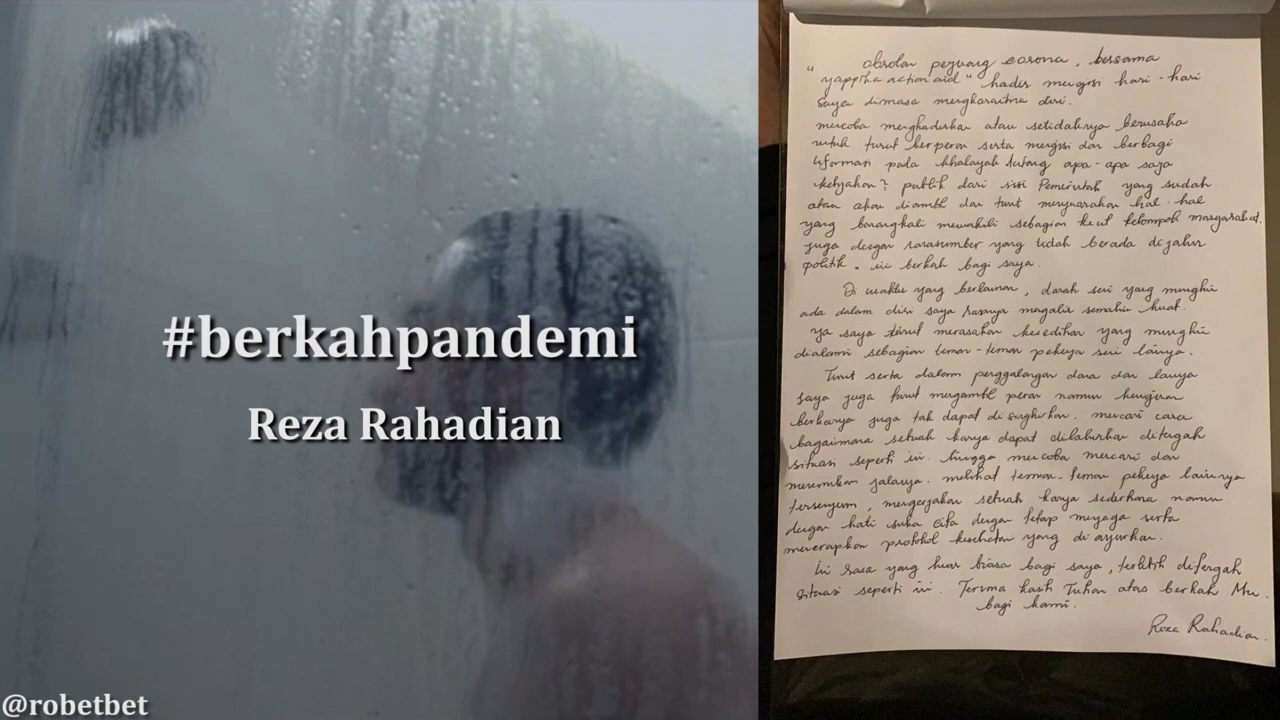 #berkahpandemi
Reza Rahadian
@robetbet
" obrolan pejuang corona, bersama
yappika action aid " hadir mengisi hari - hari
saya dimasa mengkarantina diri.
mencoba menghadirkan atau setidaknya berusaha
untuk turut berperan serta mengisi dan berbagi
informasi pada khalayak tentang apa - apa saja
kebijakan2 publik dari sisi Pemerintah yang sudah
atau akan diambil dan turut menyuarakan hal - hal
yang barangkali mewakili sebagian kecil kelompok masyarakat.
juga dengan narasumber yang tidak berada di jalur
politik. ini berkah bagi saya.
Di waktu yang berlainan, darah seni yang mungkin
ada dalam diri saya rasanya mengalir semakin kuat.
Ya saya turut merasakan kesedihan yang mungkin
dialami sebagian teman - teman pekerja seni lainya.
Turut serta dalam penggalangan dana dan lainya
saya juga turut mengambil peran namun keinginan
berkarya juga tak dapat di singkirkan. mencari cara
bagaimana sebuah karya dapat dilahirkan ditengah
situasi seperti ini. hingga mencoba mencari dan
menemukan jalanya. melihat teman - teman pekerja lainnya
tersenyum, mengerjakan sebuah karya sederhana namun
dengan hati suka cita dengan tetap menjaga serta
menerapkan protokol kesehatan yang di anjurkan.
Ini rasa yang luar biasa bagi saya, terlebih ditengah
situasi seperti ini. Terima kasih Tuhan atas berkah Mu
bagi kami.
Reza Rahadian.